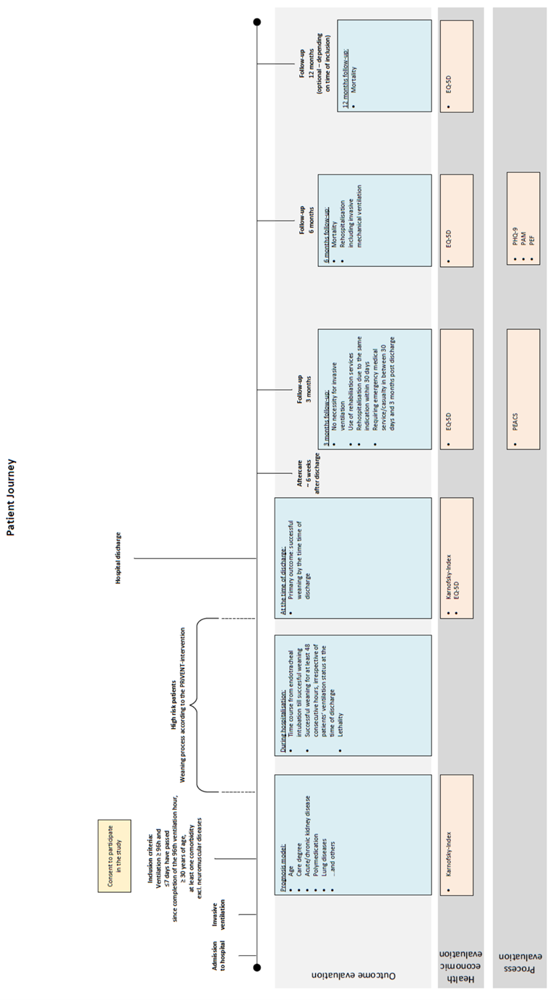 Patient Journey
Hospital discharge
Consent to participate
in the study
High risk patients
Weaning process according to the PRiVENT-intervention
Inclusion criteria:
Ventilation ≥ 96h and
≤7 days have passed
since completion of the 96th ventilation hour,
≥ 30 years of age,
at least one comorbidity
excl. neuromuscular diseases
Admission
to hospital
Invasive
ventilation
Aftercare
~ 6 weeks
after discharge
Follow-up
3 months
Follow-up
6 months
Follow-up
12 months
(optional – depending
on time of inclusion)
Outcome evaluation
Prognosis model:
• Age
• Care degree
• Acute/chronic kidney disease
• Polymedication
• Lung diseases
• ...and others
During hospitalisation:
• Time course from endotracheal
intubation till succesful weaning
• Successful weaning for at least 48
consecutive hours, irrespective of
patients' ventilation status at the
time of discharge
• Lethality
At the time of discharge:
• Primary outcome: successful
weaning by the time time of
discharge
3 months follow-up:
• No necessity for invasive
ventilation
• Use of rehabiliation services
• Rehospitalisation due to the same
indication within 30 days
• Requiring emergency medical
service/casualty in between 30
days and 3 months post discharge
6 months follow-up:
• Mortality
• Rehospitalisation
including invasive
mechanical ventilation
12 months follow-up:
• Mortality
Health
economic
evaluation
• Karnofsky-Index
• Karnofsky-Index
• EQ-5D
• EQ-5D
• EQ-5D
• EQ-5D
Process
evaluation
• PEACS
• PHQ-9
• PAM
• PEF